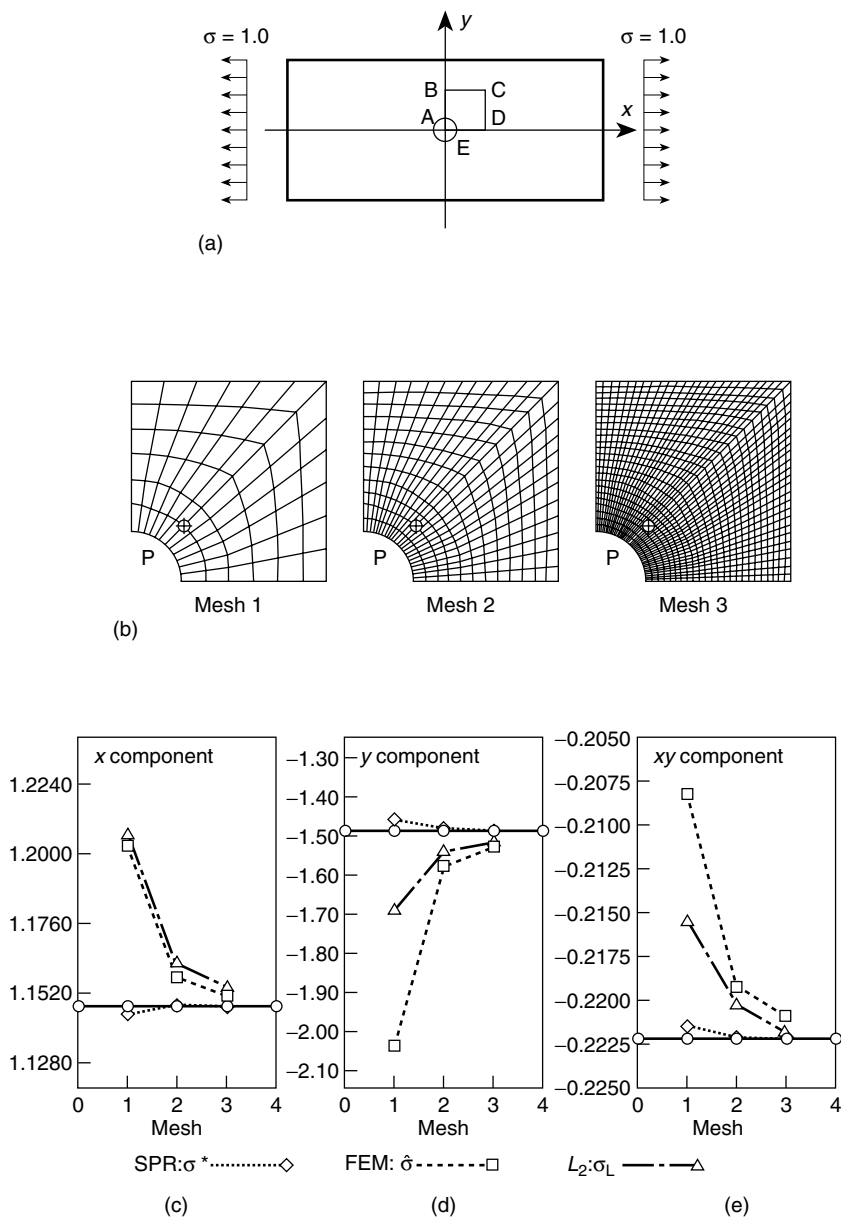 y
σ = 1.0 σ = 1.0
B C
A D x
E
(a)
P P P
Mesh 1 Mesh 2 Mesh 3
(b)
x component y component xy component
1.2240
1.2000
1.1760
1.1520
1.1280
0 1 2 3 4
Mesh
−1.30
−1.40
−1.50
−1.60
−1.70
−1.80
−1.90
−2.00
−2.10
0 1 2 3 4
Mesh
−0.2050
−0.2075
−0.2100
−0.2125
−0.2150
−0.2175
−0.2200
−0.2225
−0.2250
0 1 2 3 4
Mesh
SPR:σ* FEM: σ̂ L₂:σL
(c) (d) (e)